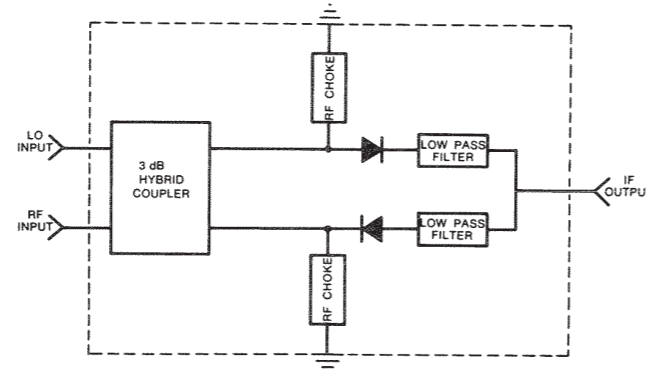 RF CHOKE
LO
INPUT
3 dB
HYBRID
COUPLER
LOW PASS
FILTER
IF
OUTPU
RF
INPUT
LOW PASS
FILTER
RF CHOKE